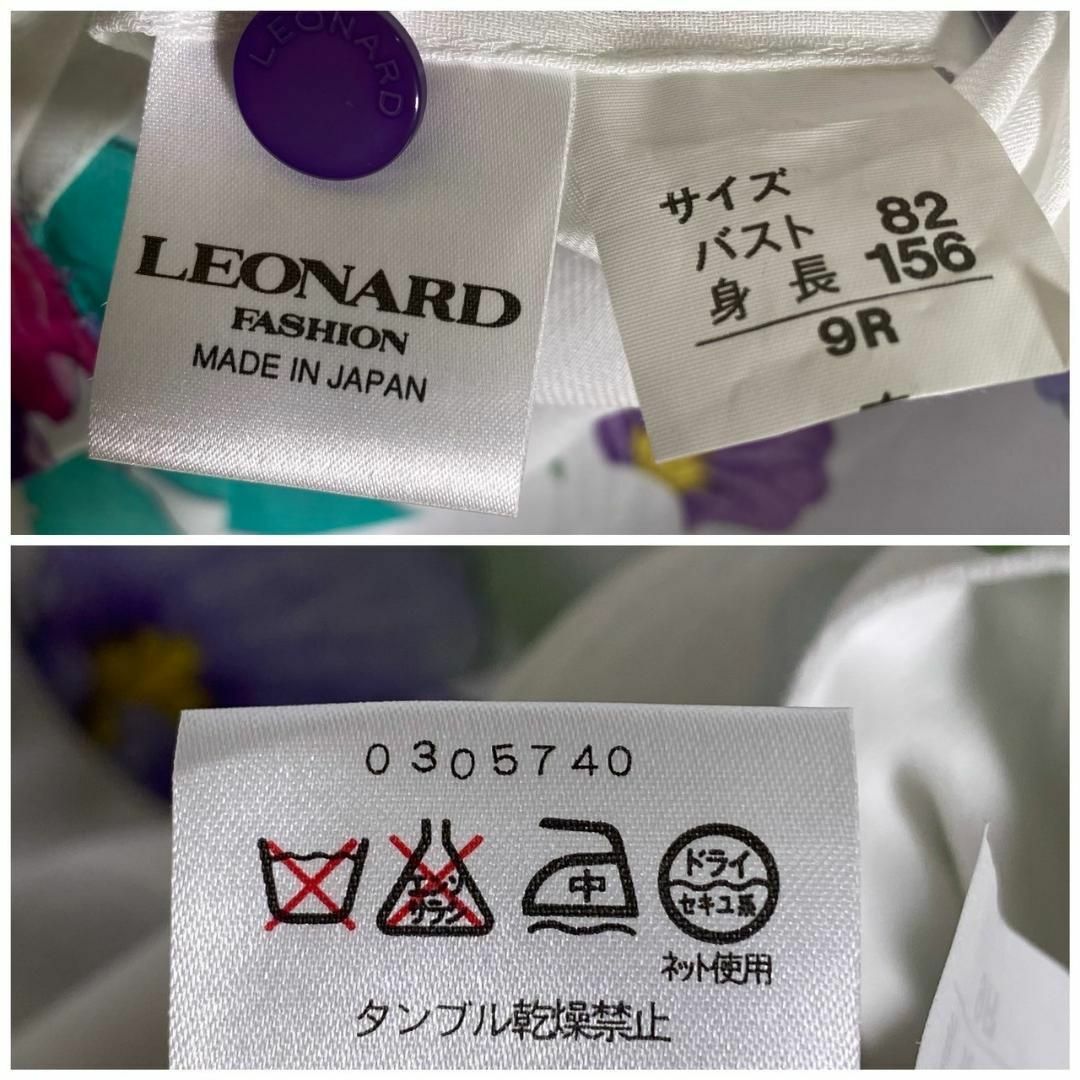 LEONARD
LEONARD
FASHION
MADE IN JAPAN
サイズ
バスト 82
身長 156
9R
0305740
エンソ
サラシ
中
ドライ
セキユ系
ネット使用
タンブル乾燥禁止